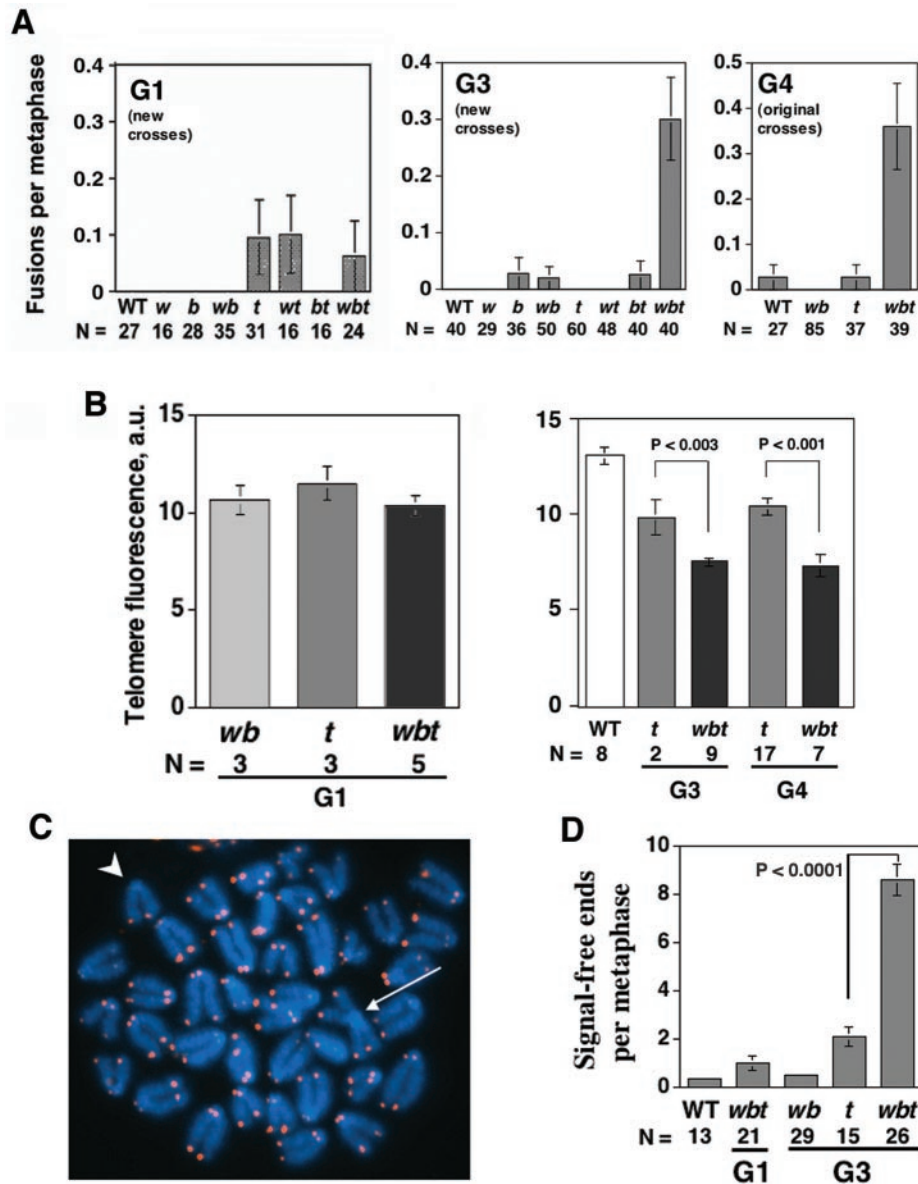 A
Fusions per metaphase
0.4
0.3
0.2
0.1
0
G1
(new
crosses)
WT w b wb t wt bt wbt
N = 27 16 28 35 31 16 16 24
0.4
0.3
0.2
0.1
0
G3
(new
crosses)
WT w b wb t wt bt wbt
N = 40 29 36 50 60 48 40 40
0.5
0.4
0.3
0.2
0.1
0
G4
(original
crosses)
WT wb t wbt
N = 27 85 37 39
B
Telomere fluorescence, a.u.
15
10
5
0
wb t wbt
N = 3 3 5
G1
15
10
5
0
P < 0.003
P < 0.001
WT t wbt t wbt
N = 8 2 9 17 7
G3 G4
C
D
Signal-free ends
per metaphase
10
8
6
4
2
0
P < 0.0001
WT wbt wb t wbt
N = 13 21 29 15 26
G1 G3